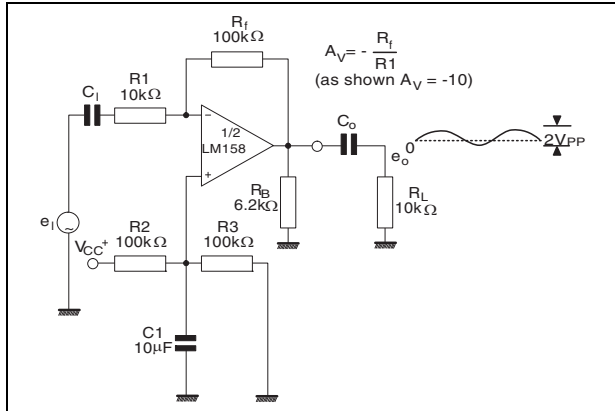 Rf
100kΩ
AV = - Rf
R1
(as shown AV = -10)
R1
10kΩ
CI
1/2
LM158
Co
eo
0
2VPP
RB
6.2kΩ
RL
10kΩ
eI
~
VCC+
R2
100kΩ
R3
100kΩ
C1
10µF